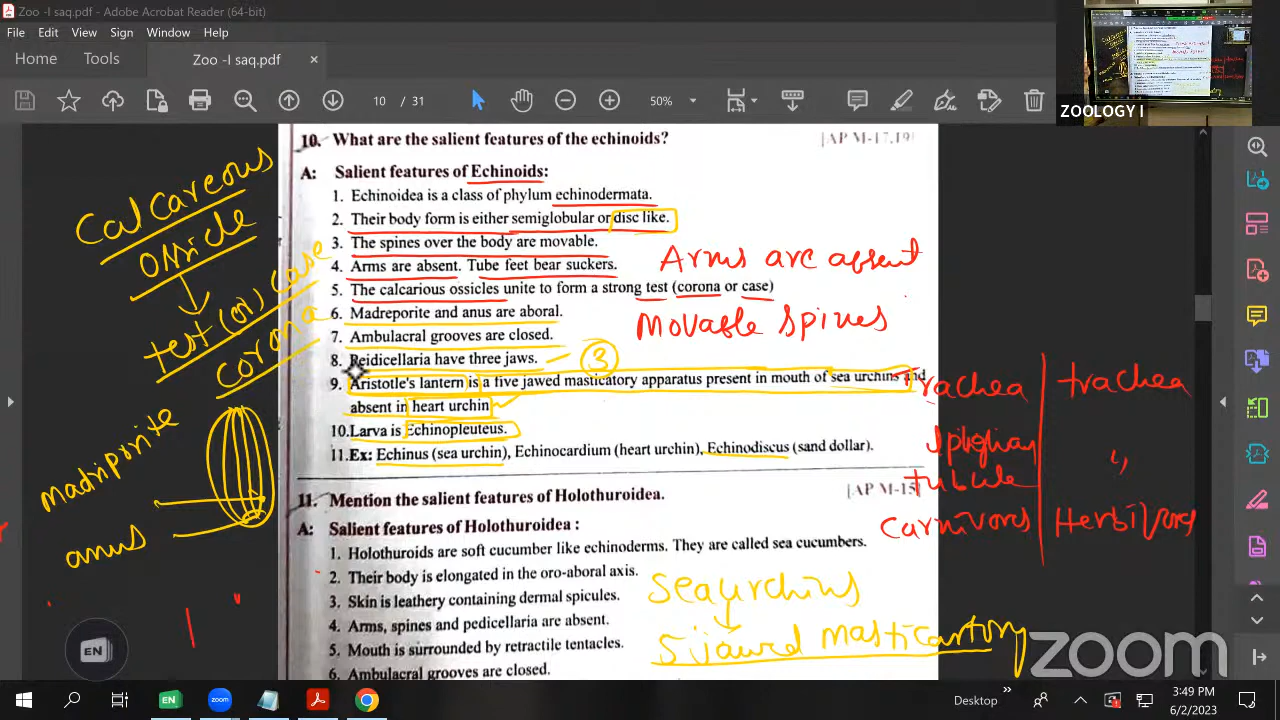 Zoo -I saq.pdf - Adobe Acrobat Reader (64-bit)
File Edit View Sign Window Help
Home Tools Zoo -I saq.pdf ×
10 / 31 50%
ZOOLOGY I
10. What are the salient features of the echinoids? [AP M-17,19]
A: Salient features of Echinoids:
1. Echinoidea is a class of phylum echinodermata.
2. Their body form is either semiglobular or disc like.
3. The spines over the body are movable.
4. Arms are absent. Tube feet bear suckers.
5. The calcarious ossicles unite to form a strong test (corona or case)
6. Madreporite and anus are aboral.
7. Ambulacral grooves are closed.
8. Peidicellaria have three jaws.
9. Aristotle's lantern is a five jawed masticatory apparatus present in mouth of sea urchins and
absent in heart urchin
10. Larva is Echinopleuteus.
11. Ex: Echinus (sea urchin), Echinocardium (heart urchin), Echinodiscus (sand dollar).
11. Mention the salient features of Holothuroidea. [AP M-15]
A: Salient features of Holothuroidea :
1. Holothuroids are soft cucumber like echinoderms. They are called sea cucumbers.
2. Their body is elongated in the oro-aboral axis.
3. Skin is leathery containing dermal spicules.
4. Arms, spines and pedicellaria are absent.
5. Mouth is surrounded by retractile tentacles.
6. Ambulacral grooves are closed.
Calcareous
Ossicle
test (or) case
corona
madriporite
anus
Arms are absent
Movable Spines
3
trachea trachea
tubule "
Carnivores Herbivores
Seaurchins
5 jawed masticartory
zoom
EN
EN zoom
Desktop
3:49 PM
6/2/2023